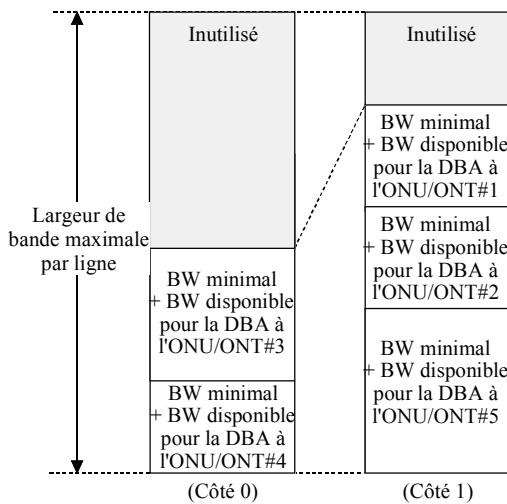 Inutilisé
Inutilisé
Largeur de
bande maximale
par ligne
BW minimal
+ BW disponible
pour la DBA à
l'ONU/ONT#3
BW minimal
+ BW disponible
pour la DBA à
l'ONU/ONT#4
(Côté 0)
BW minimal
+ BW disponible
pour la DBA à
l'ONU/ONT#1
BW minimal
+ BW disponible
pour la DBA à
l'ONU/ONT#2
BW minimal
+ BW disponible
pour la DBA à
l'ONU/ONT#5
(Côté 1)